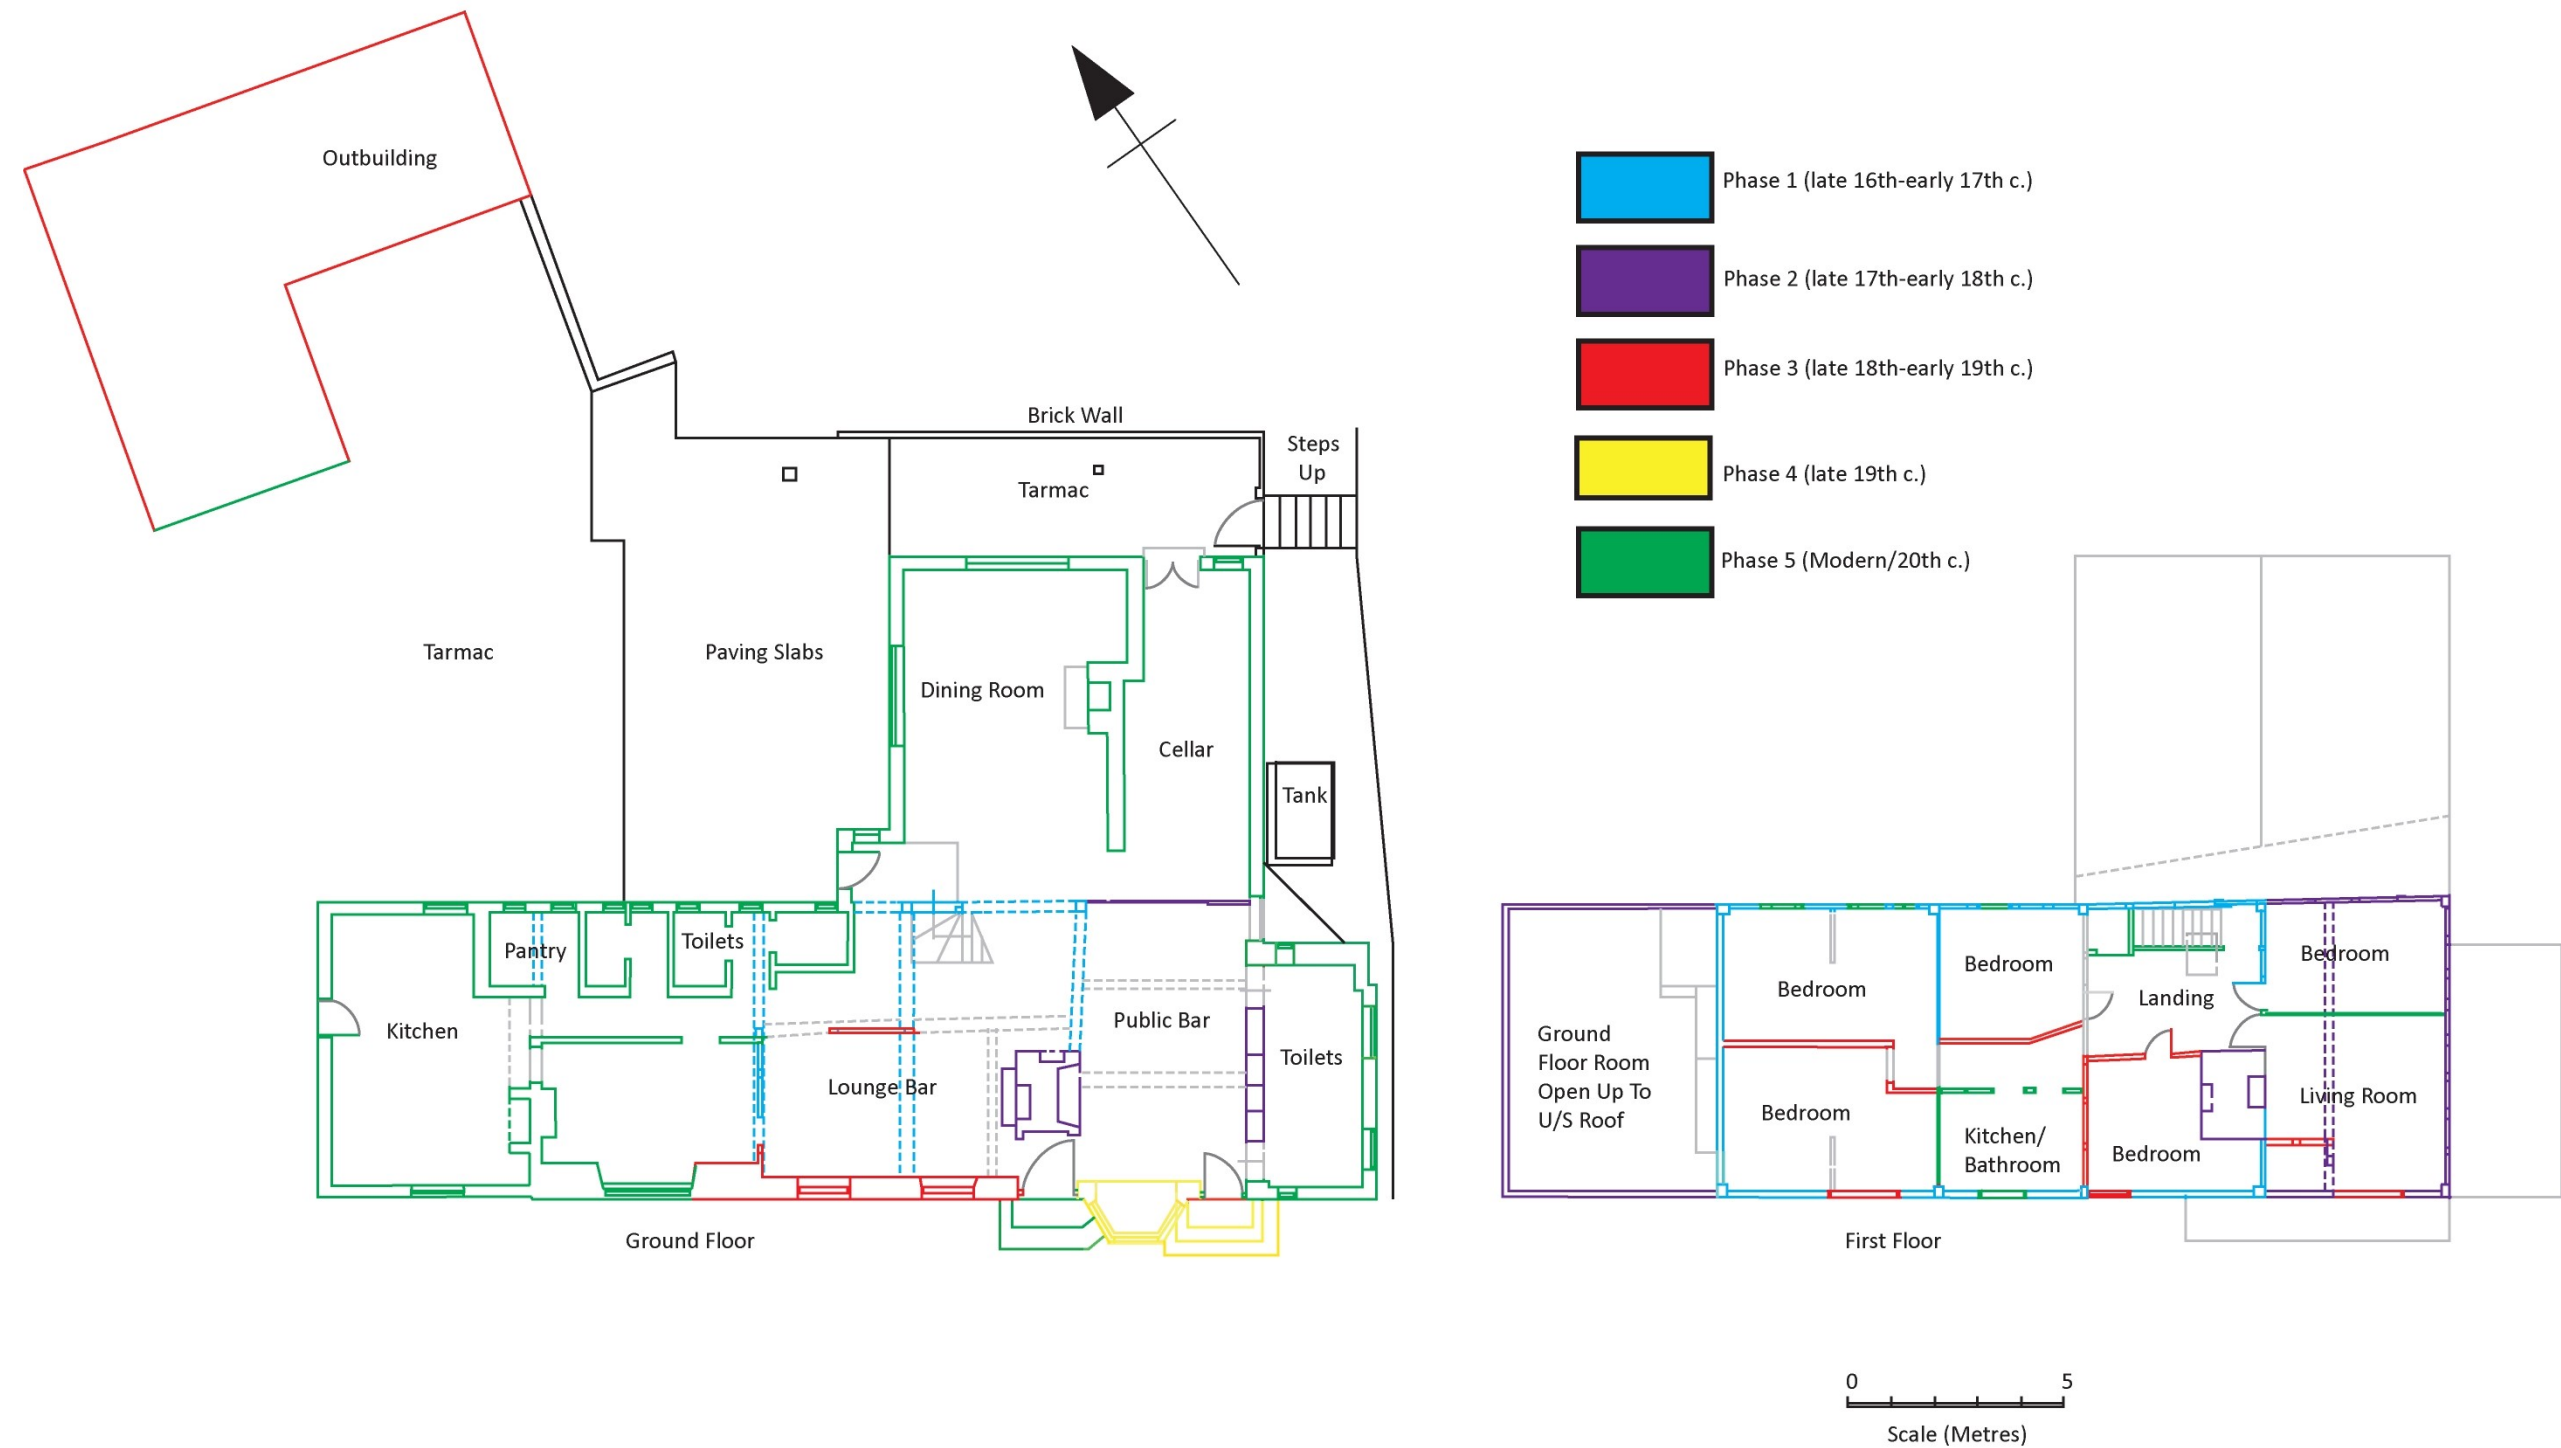 Outbuilding
Phase 1 (late 16th-early 17th c.)
Phase 2 (late 17th-early 18th c.)
Phase 3 (late 18th-early 19th c.)
Phase 4 (late 19th c.)
Phase 5 (Modern/20th c.)
Brick Wall
Steps
Up
Tarmac
Tarmac
Paving Slabs
Dining Room
Cellar
Tank
Pantry
Toilets
Kitchen
Public Bar
Lounge Bar
Toilets
Ground Floor
Bedroom
Bedroom
Bedroom
Landing
Ground
Floor Room
Open Up To
U/S Roof
Bedroom
Kitchen/
Bathroom
Bedroom
Living Room
First Floor
0 5
Scale (Metres)